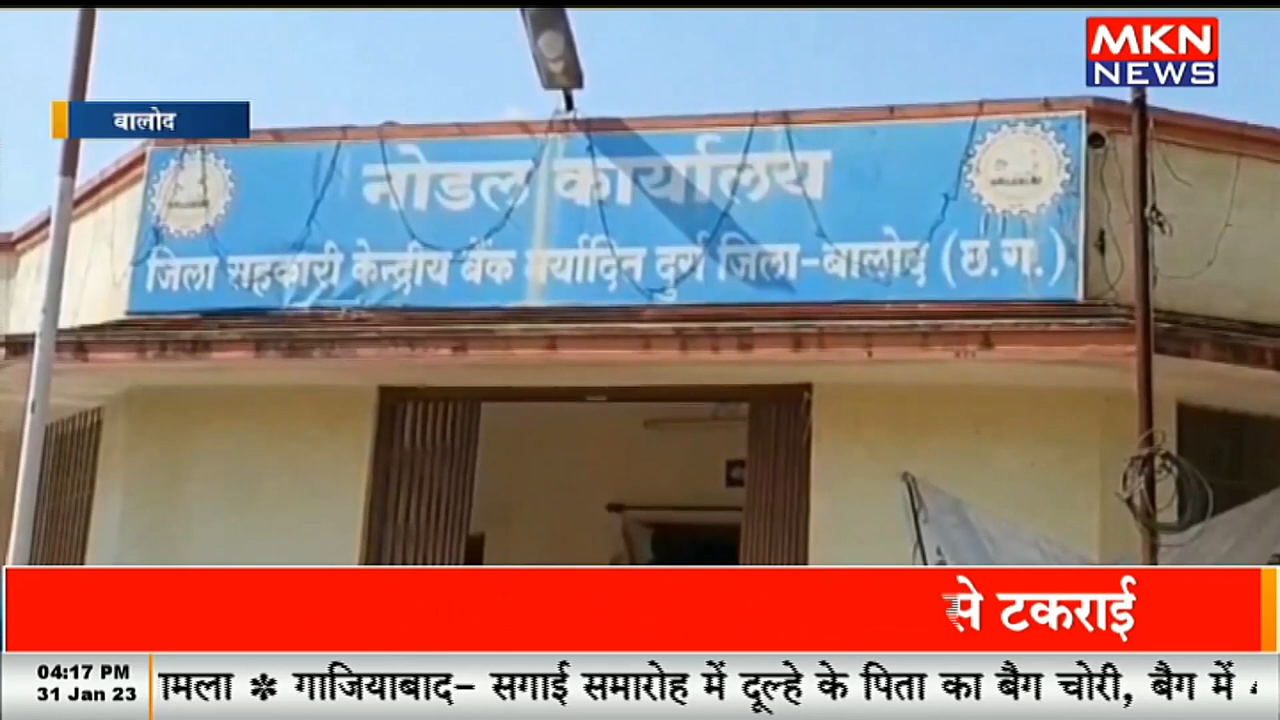 MKN
NEWS
बालोद
नोडल कार्यालय
जिला सहकारी केन्द्रीय बैंक मर्यादित दुर्ग जिला-बालोद (छ.ग.)
से टकराई
04:17 PM
31 Jan 23
ामला * गाजियाबाद- सगाई समारोह में दूल्हे के पिता का बैग चोरी, बैग में